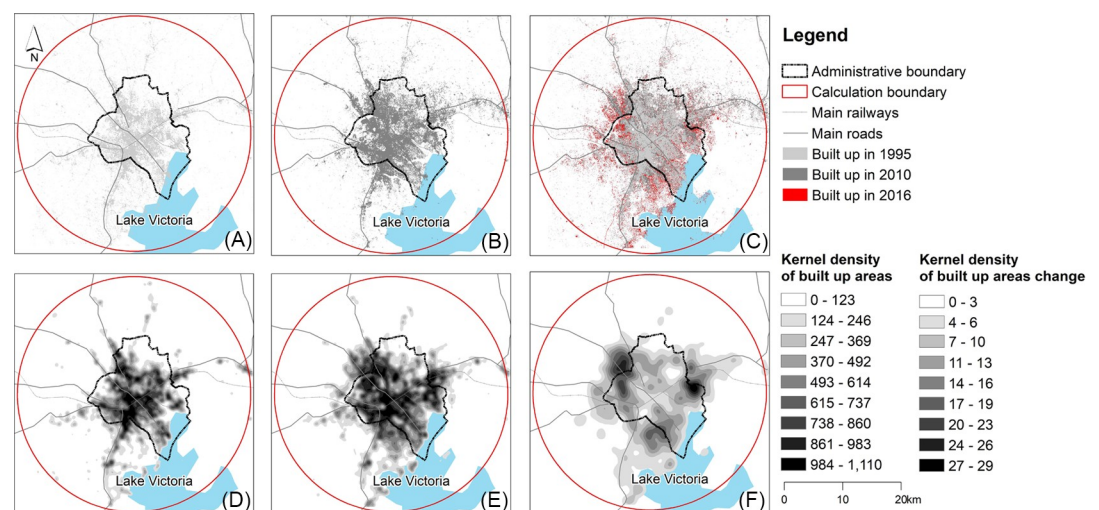 N
Lake Victoria
(A)
Lake Victoria
(B)
Lake Victoria
(C)
Legend
Administrative boundary
Calculation boundary
Main railways
Main roads
Built up in 1995
Built up in 2010
Built up in 2016
Lake Victoria
(D)
Lake Victoria
(E)
Lake Victoria
(F)
Kernel density
of built up areas
0 - 123
124 - 246
247 - 369
370 - 492
493 - 614
615 - 737
738 - 860
861 - 983
984 - 1,110
Kernel density
of built up areas change
0 - 3
4 - 6
7 - 10
11 - 13
14 - 16
17 - 19
20 - 23
24 - 26
27 - 29
0 10 20km